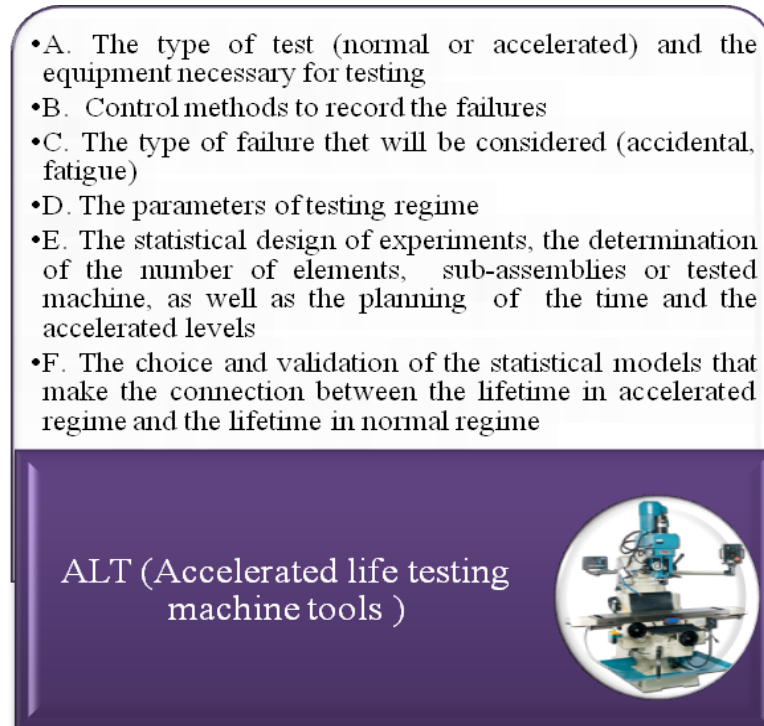 •A. The type of test (normal or accelerated) and the
equipment necessary for testing
•B. Control methods to record the failures
•C. The type of failure thet will be considered (accidental,
fatigue)
•D. The parameters of testing regime
•E. The statistical design of experiments, the determination
of the number of elements, sub-assemblies or tested
machine, as well as the planning of the time and the
accelerated levels
•F. The choice and validation of the statistical models that
make the connection between the lifetime in accelerated
regime and the lifetime in normal regime
ALT (Accelerated life testing
machine tools )